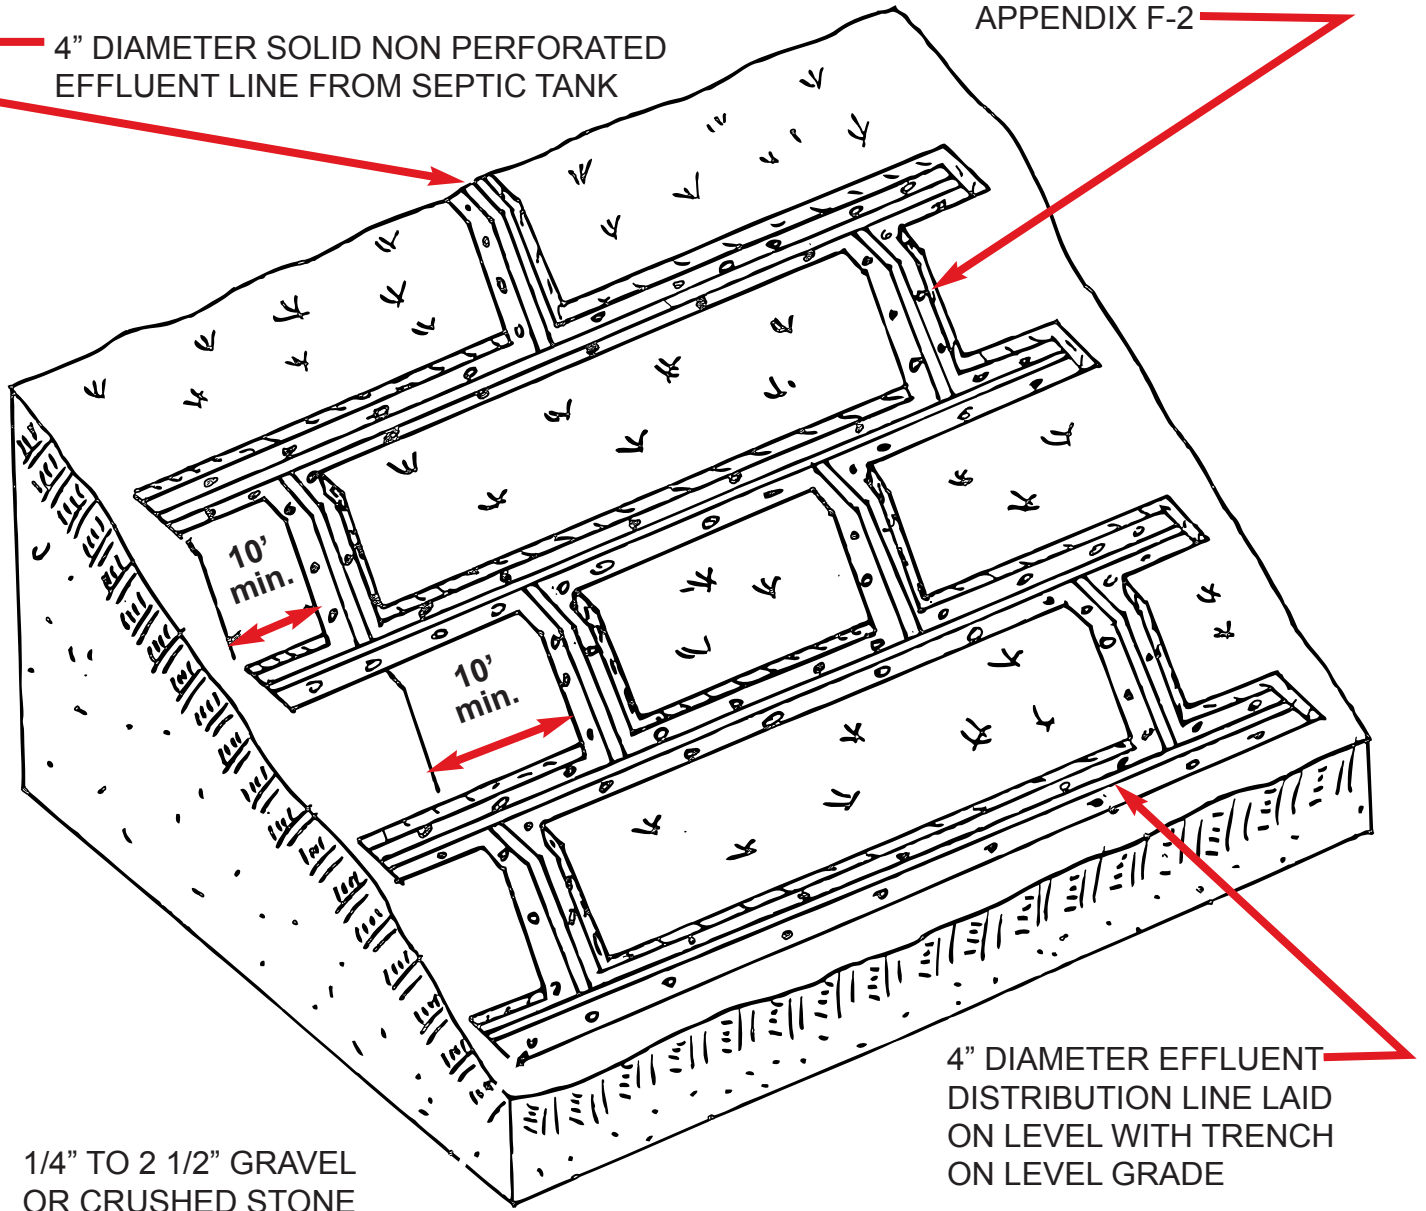 4” DIAMETER SOLID NON PERFORATED
EFFLUENT LINE FROM SEPTIC TANK
APPENDIX F-2
10’
min.
10’
min.
4” DIAMETER EFFLUENT
DISTRIBUTION LINE LAID
ON LEVEL WITH TRENCH
ON LEVEL GRADE
1/4” TO 2 1/2” GRAVEL
OR CRUSHED STONE